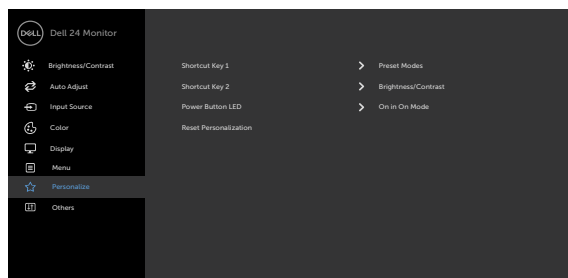 DELL Dell 24 Monitor
Brightness/Contrast Shortcut Key 1 Preset Modes
Auto Adjust Shortcut Key 2 Brightness/Contrast
Input Source Power Button LED On in On Mode
Color Reset Personalization
Display
Menu
Personalize
Others